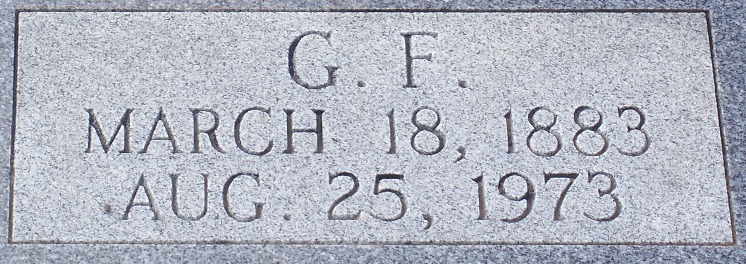 G. F.
MARCH 18, 1883
AUG. 25, 1973